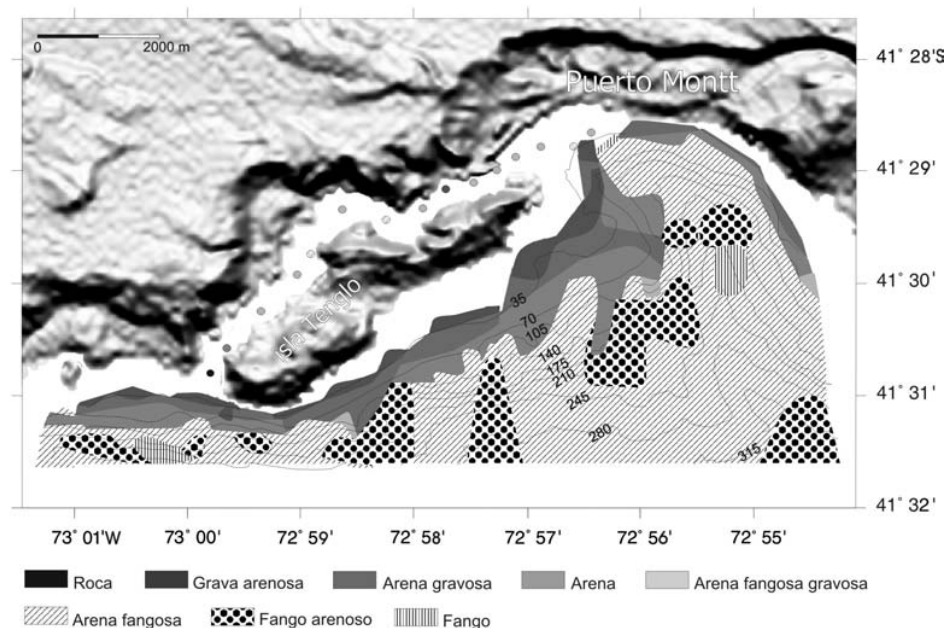 0 2000 m
41° 28'S
Puerto Montt
41° 29'
41° 30'
Isla Tenglo
35
70
105
140
175
210
245
280
315
41° 31'
41° 32'
73° 01'W 73° 00' 72° 59' 72° 58' 72° 57' 72° 56' 72° 55'
Roca Grava arenosa Arena gravosa Arena Arena fangosa gravosa
Arena fangosa Fango arenoso Fango